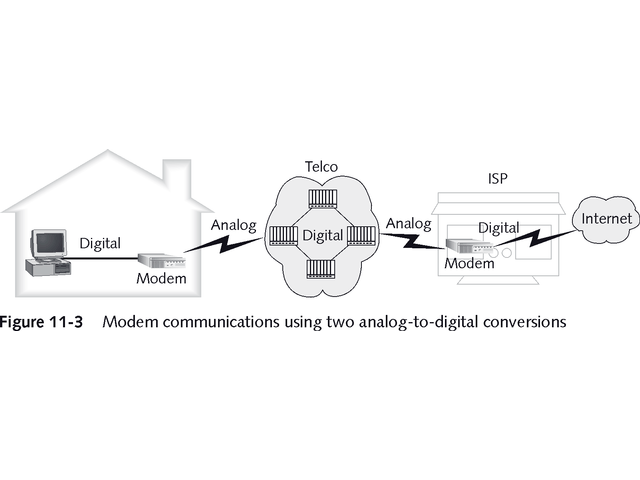 Telco
ISP
Analog
Analog
Digital
Internet
Digital
Digital
Modem
Modem
Figure 11-3 Modem communications using two analog-to-digital conversions